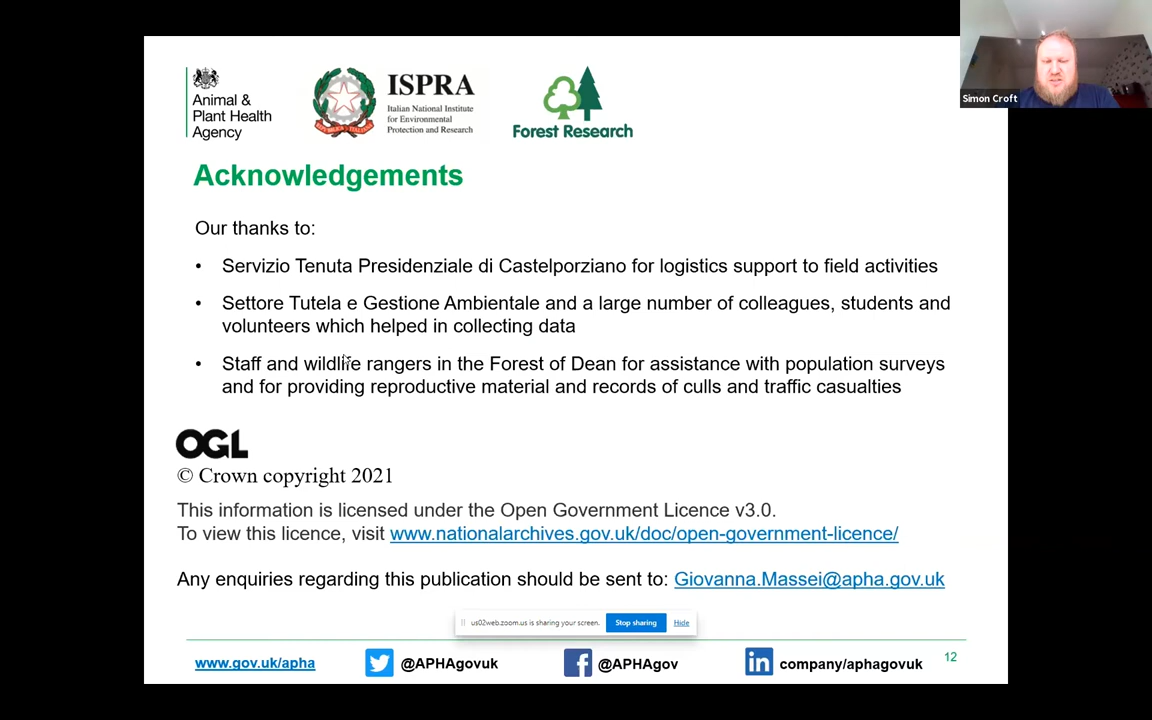 Animal &
Plant Health
Agency
ISPRA
Italian National Institute
for Environmental
Protection and Research
Forest Research
Simon Croft
Acknowledgements
Our thanks to:
• Servizio Tenuta Presidenziale di Castelporziano for logistics support to field activities
• Settore Tutela e Gestione Ambientale and a large number of colleagues, students and
volunteers which helped in collecting data
• Staff and wildlife rangers in the Forest of Dean for assistance with population surveys
and for providing reproductive material and records of culls and traffic casualties
OGL
© Crown copyright 2021
This information is licensed under the Open Government Licence v3.0.
To view this licence, visit www.nationalarchives.gov.uk/doc/open-government-licence/
Any enquiries regarding this publication should be sent to: Giovanna.Massei@apha.gov.uk
us02web.zoom.us is sharing your screen. Stop sharing Hide
www.gov.uk/apha @APHAgovuk @APHAgov in company/aphagovuk 12